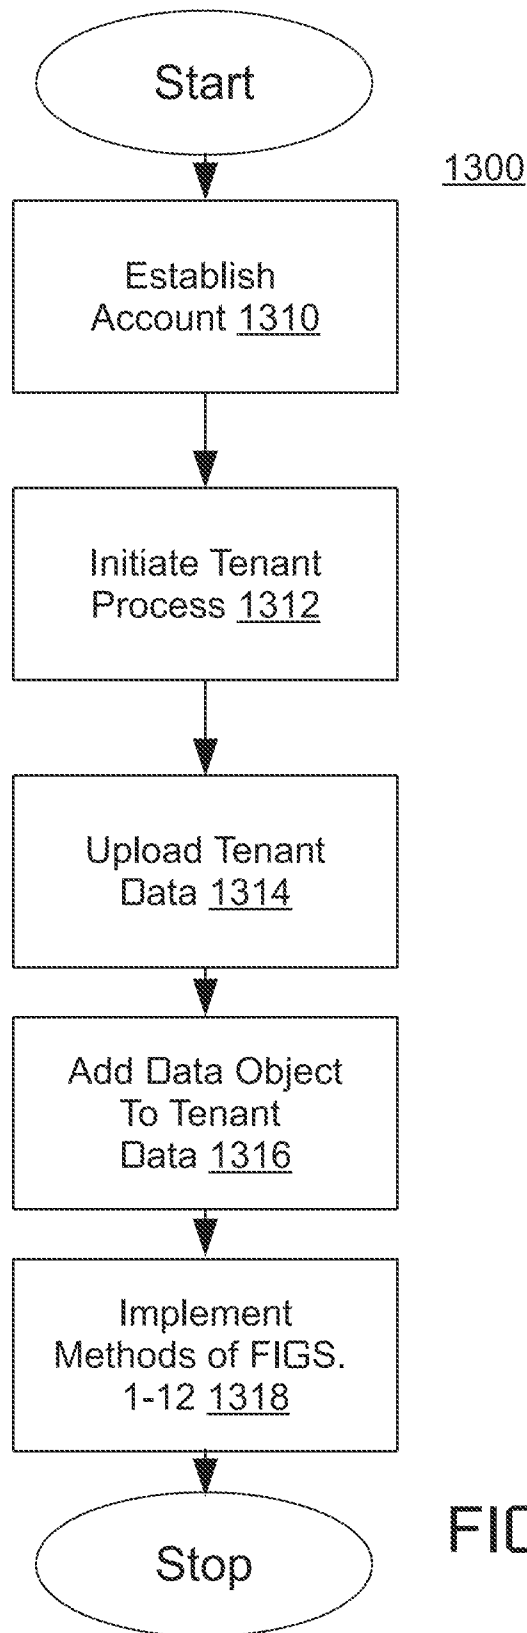 Start
1300
Establish
Account 1310
Initiate Tenant
Process 1312
Upload Tenant
Data 1314
Add Data Object
To Tenant
Data 1316
Implement
Methods of FIGS.
1-12 1318
Stop